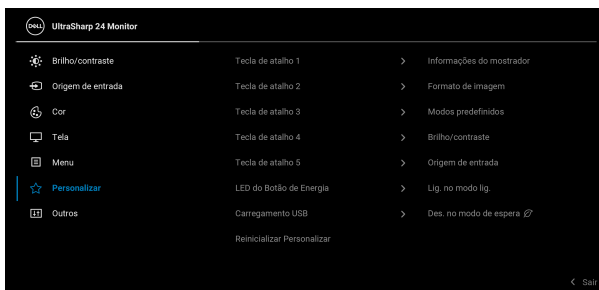 DELL UltraSharp 24 Monitor
Brilho/contraste Tecla de atalho 1 Informações do mostrador
Origem de entrada Tecla de atalho 2 Formato de imagem
Cor Tecla de atalho 3 Modos predefinidos
Tela Tecla de atalho 4 Brilho/contraste
Menu Tecla de atalho 5 Origem de entrada
Personalizar LED do Botão de Energia Lig. no modo lig.
Outros Carregamento USB Des. no modo de espera
Reinicializar Personalizar
Sair